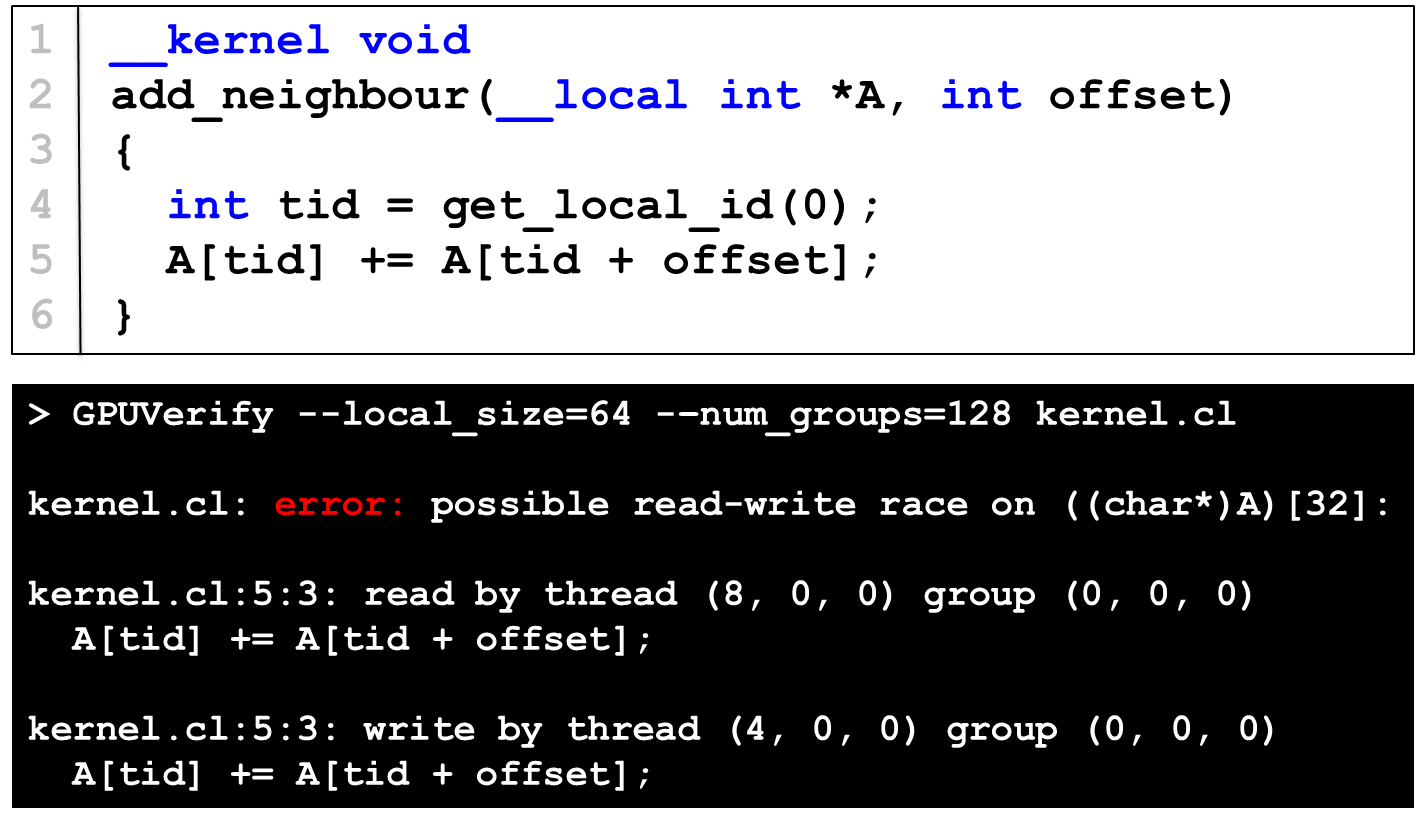 1 __kernel void
2 add_neighbour(__local int *A, int offset)
3 {
4   int tid = get_local_id(0);
5   A[tid] += A[tid + offset];
6 }
> GPUVerify --local_size=64 --num_groups=128 kernel.cl
kernel.cl: error: possible read-write race on ((char*)A)[32]:
kernel.cl:5:3: read by thread (8, 0, 0) group (0, 0, 0)
  A[tid] += A[tid + offset];
kernel.cl:5:3: write by thread (4, 0, 0) group (0, 0, 0)
  A[tid] += A[tid + offset];